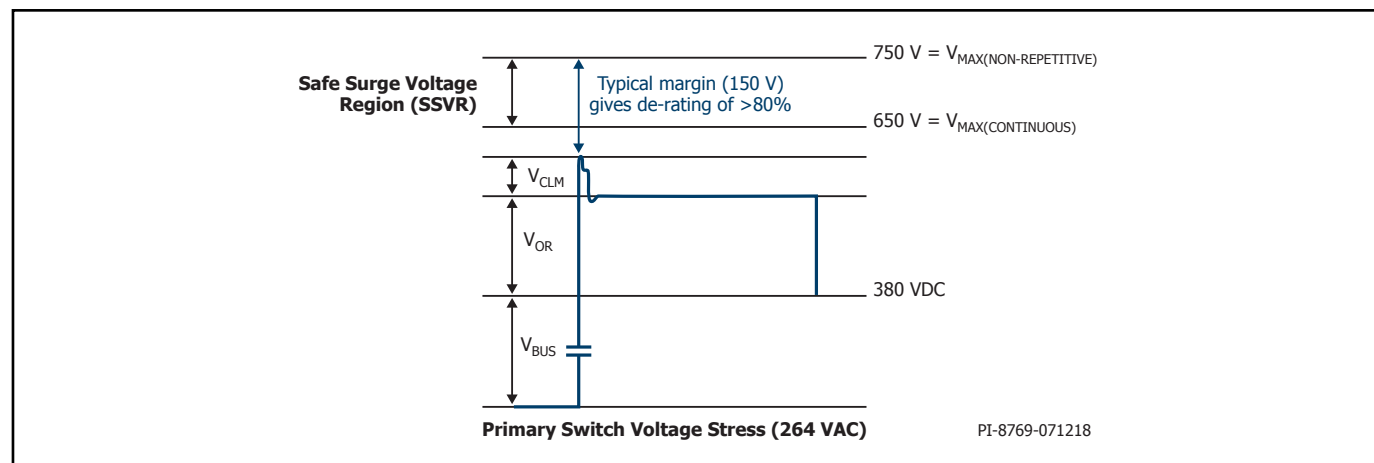 750 V = VMAX(NON-REPETITIVE)
Safe Surge Voltage
Region (SSVR)
Typical margin (150 V)
gives de-rating of >80%
650 V = VMAX(CONTINUOUS)
VCLM
VOR
380 VDC
VBUS
Primary Switch Voltage Stress (264 VAC)
PI-8769-071218